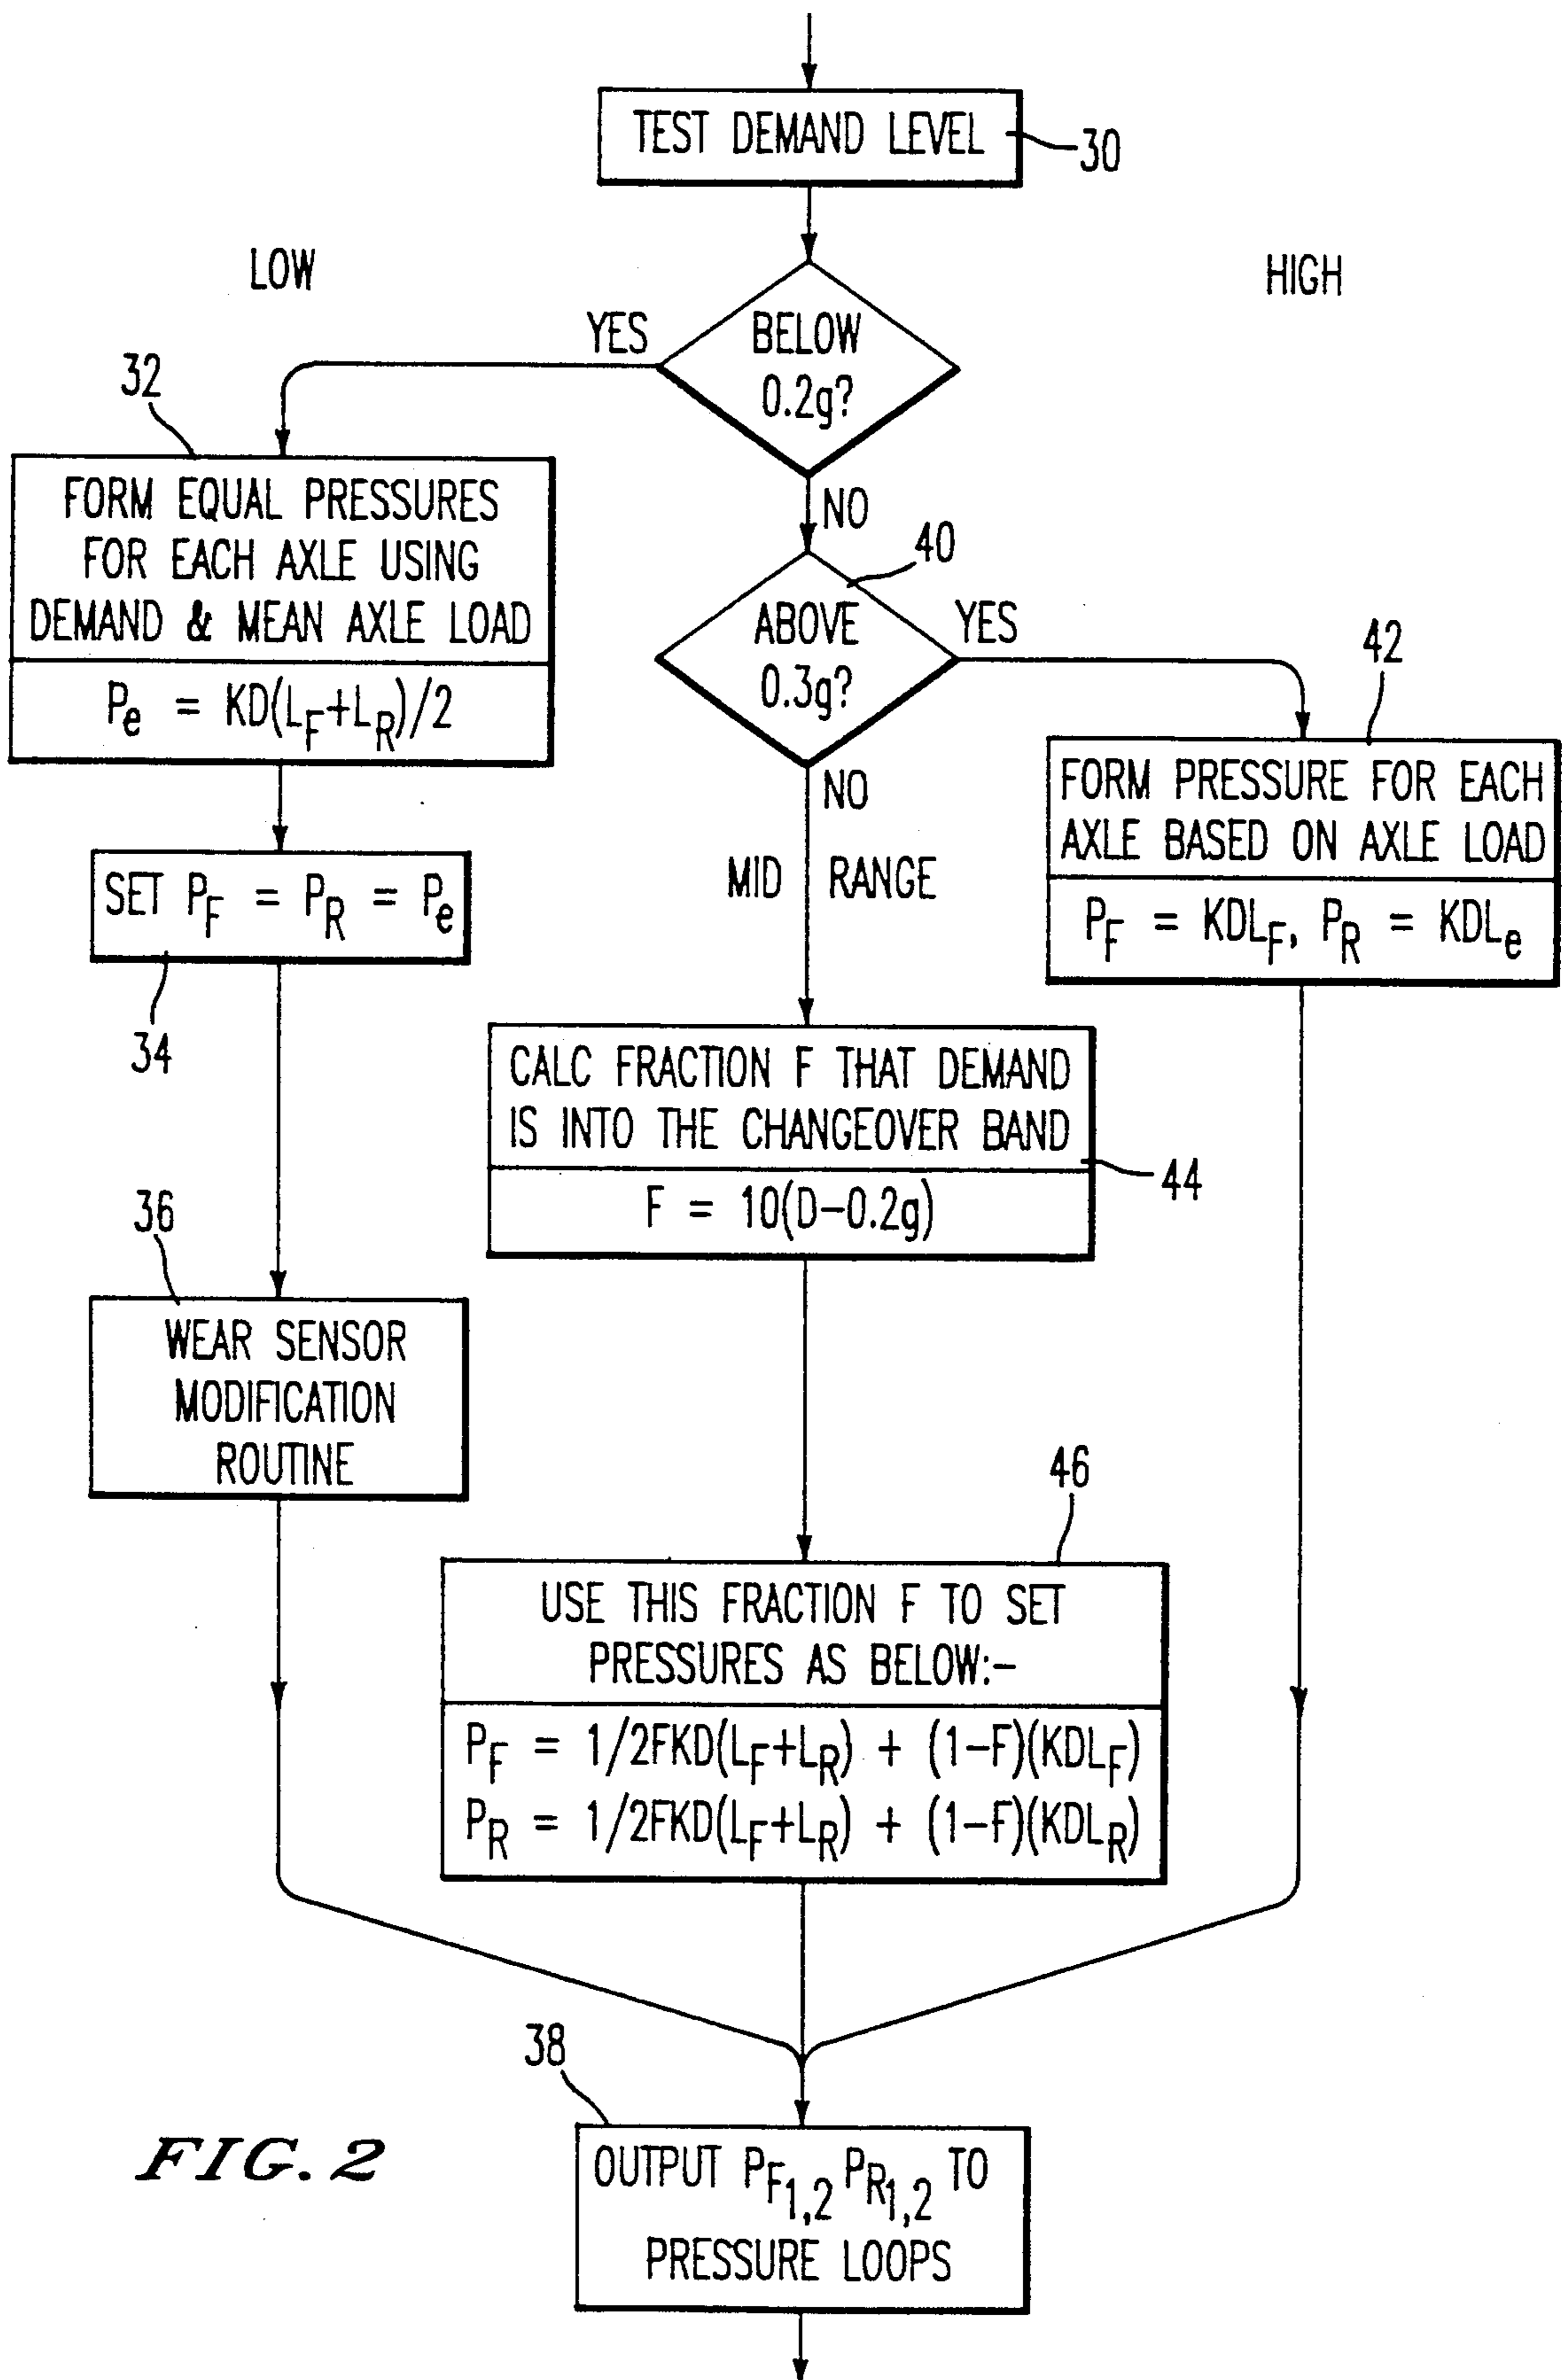 TEST DEMAND LEVEL
30
LOW
HIGH
BELOW
0.2g?
YES
NO
32
FORM EQUAL PRESSURES
FOR EACH AXLE USING
DEMAND & MEAN AXLE LOAD
Pe = KD(LF+LR)/2
40
ABOVE
0.3g?
YES
NO
42
FORM PRESSURE FOR EACH
AXLE BASED ON AXLE LOAD
PF = KDLF, PR = KDLe
SET PF = PR = Pe
34
MID RANGE
CALC FRACTION F THAT DEMAND
IS INTO THE CHANGEOVER BAND
F = 10(D-0.2g)
44
36
WEAR SENSOR
MODIFICATION
ROUTINE
46
USE THIS FRACTION F TO SET
PRESSURES AS BELOW:-
PF = 1/2FKD(LF+LR) + (1-F)(KDLF)
PR = 1/2FKD(LF+LR) + (1-F)(KDLR)
38
OUTPUT PF1,2 PR1,2 TO
PRESSURE LOOPS
FIG. 2